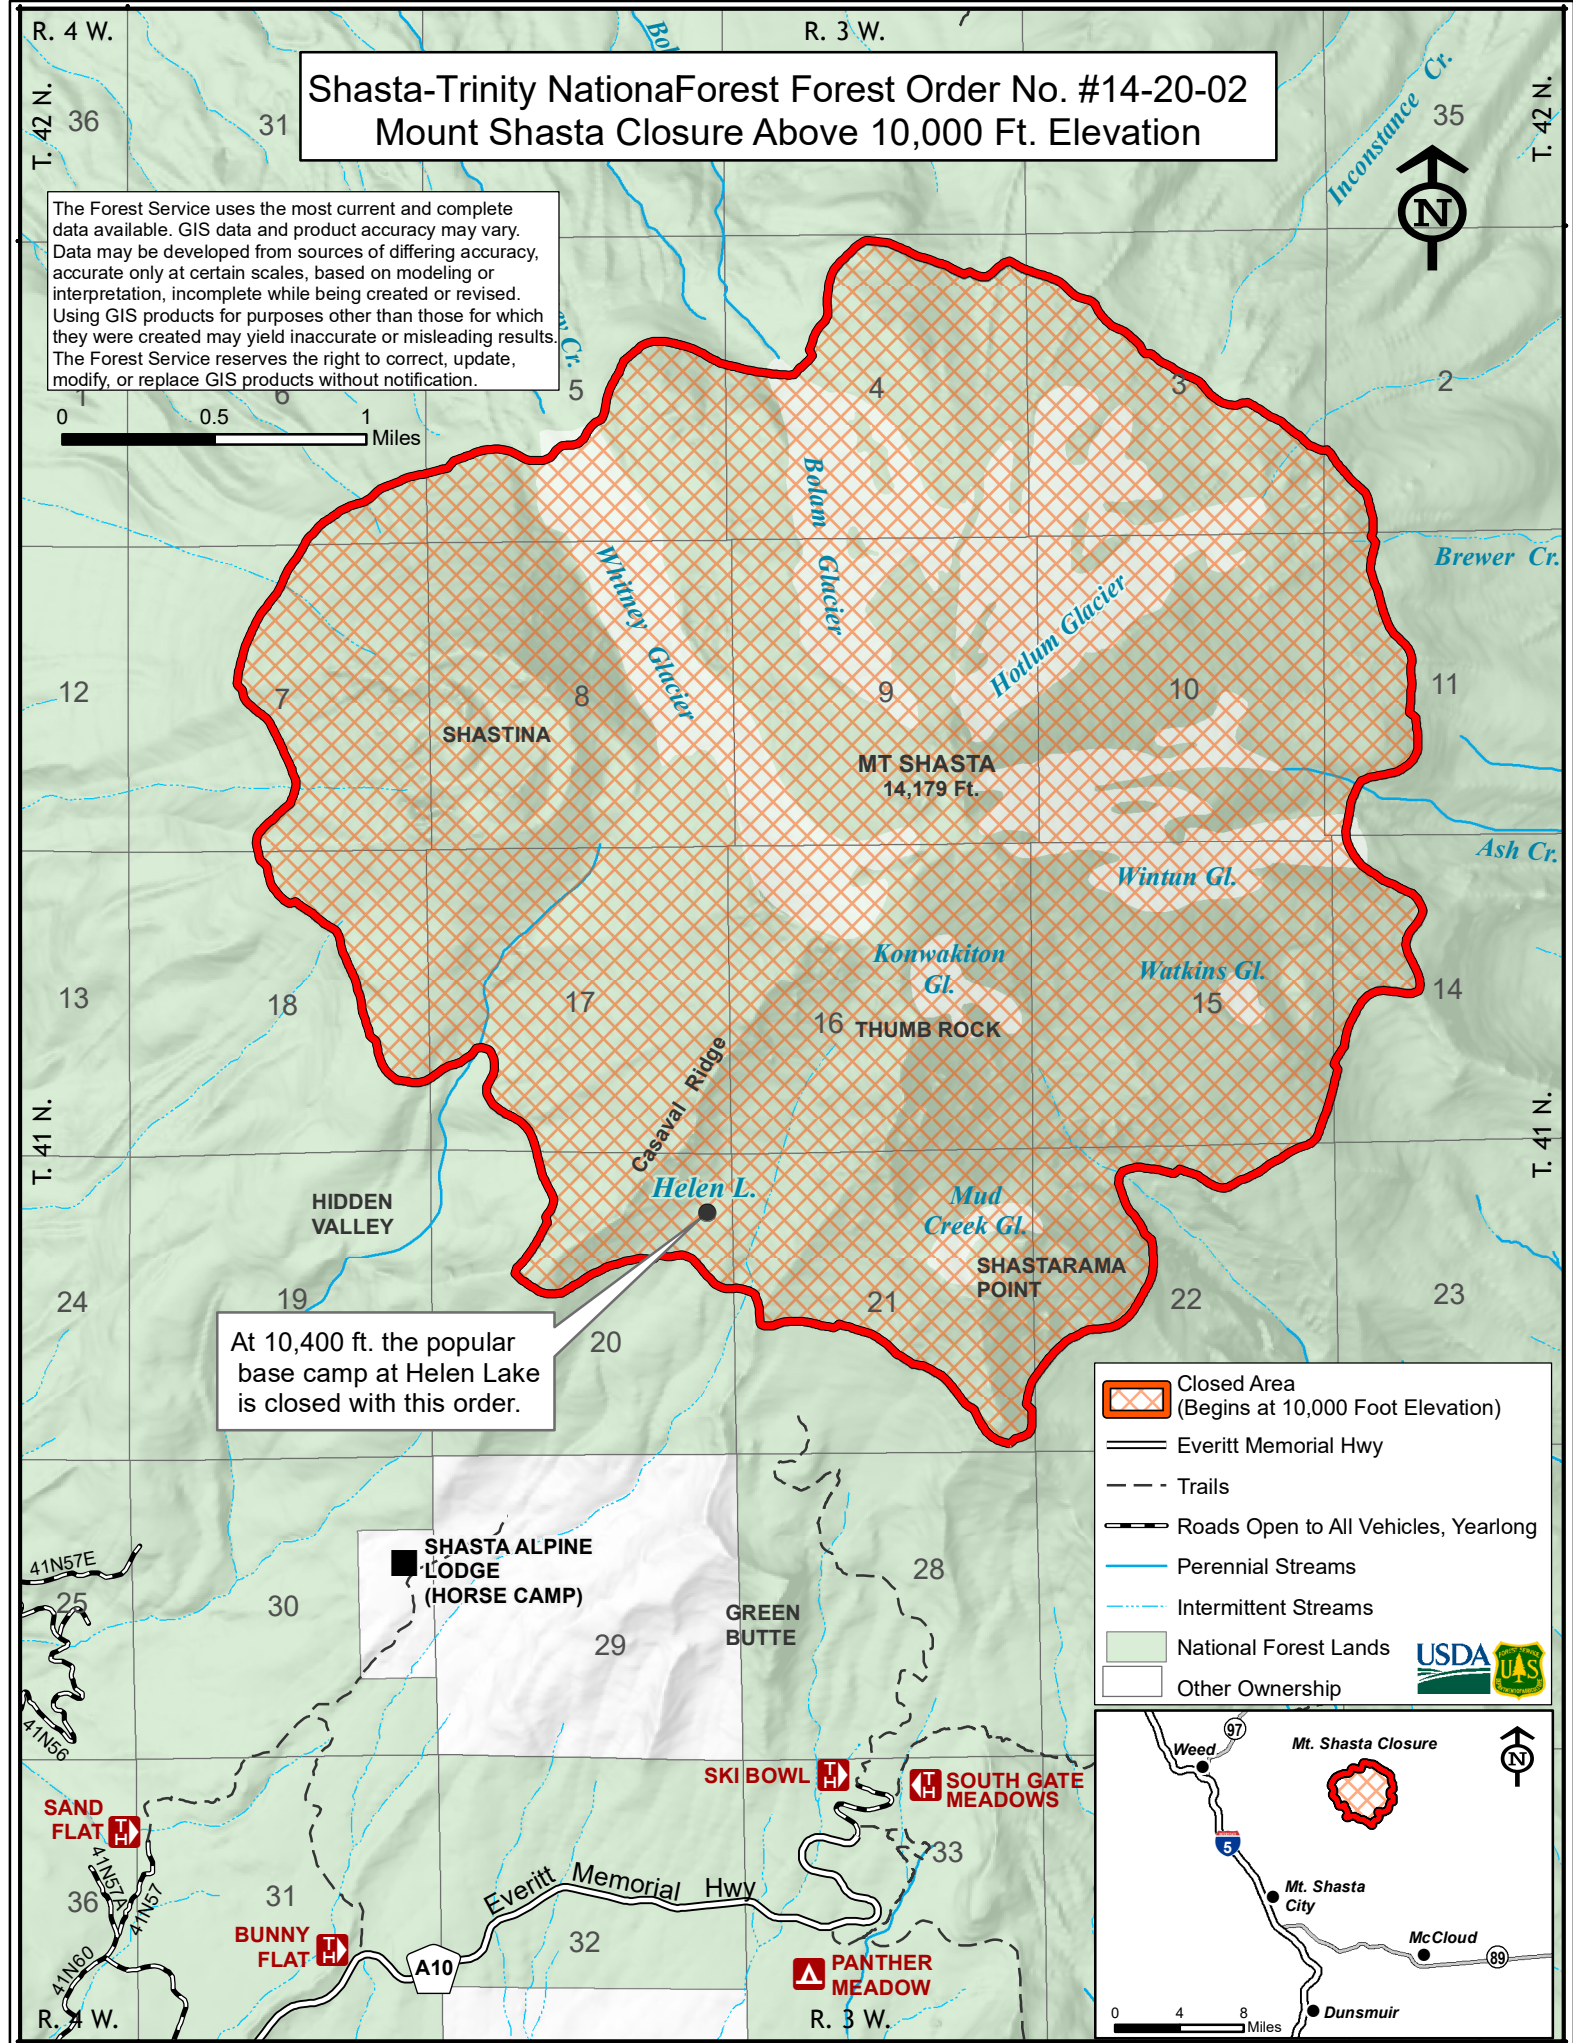 R. 4 W.
R. 3 W.
Shasta-Trinity NationaForest Forest Order No. #14-20-02
Mount Shasta Closure Above 10,000 Ft. Elevation
T. 42 N.
36
31
Inconstance Cr.
35
T. 42 N.
N
The Forest Service uses the most current and complete
data available. GIS data and product accuracy may vary.
Data may be developed from sources of differing accuracy,
accurate only at certain scales, based on modeling or
interpretation, incomplete while being created or revised.
Using GIS products for purposes other than those for which
they were created may yield inaccurate or misleading results.
The Forest Service reserves the right to correct, update,
modify, or replace GIS products without notification.
Cr.
6
5
4
3
2
0 0.5 1
Miles
Bolam
Glacier
Whitney Glacier
Hotlum Glacier
Brewer Cr.
12
7
8
9
10
11
SHASTINA
MT SHASTA
14,179 Ft.
Ash Cr.
Wintun Gl.
Konwakiton
Gl.
Watkins Gl.
13
18
17
16
15
14
THUMB ROCK
Casaval Ridge
T. 41 N.
T. 41 N.
Helen L.
HIDDEN
VALLEY
Mud
Creek Gl.
SHASTARAMA
POINT
24
19
20
21
22
23
At 10,400 ft. the popular
base camp at Helen Lake
is closed with this order.
Closed Area
(Begins at 10,000 Foot Elevation)
Everitt Memorial Hwy
Trails
Roads Open to All Vehicles, Yearlong
Perennial Streams
Intermittent Streams
National Forest Lands
Other Ownership
USDA
FOREST SERVICE
U S
DEPARTMENT OF AGRICULTURE
SHASTA ALPINE
LODGE
(HORSE CAMP)
41N57E
25
30
29
28
GREEN
BUTTE
41N56
SKI BOWL
TH
TH
SOUTH GATE
MEADOWS
SAND
FLAT
TH
41N57A
41N57
36
31
32
33
Everitt Memorial Hwy
BUNNY
FLAT
TH
A10
PANTHER
MEADOW
41N60
R. 4 W.
R. 3 W.
97
Weed
Mt. Shasta Closure
N
5
Mt. Shasta
City
McCloud
89
Dunsmuir
0 4 8
Miles